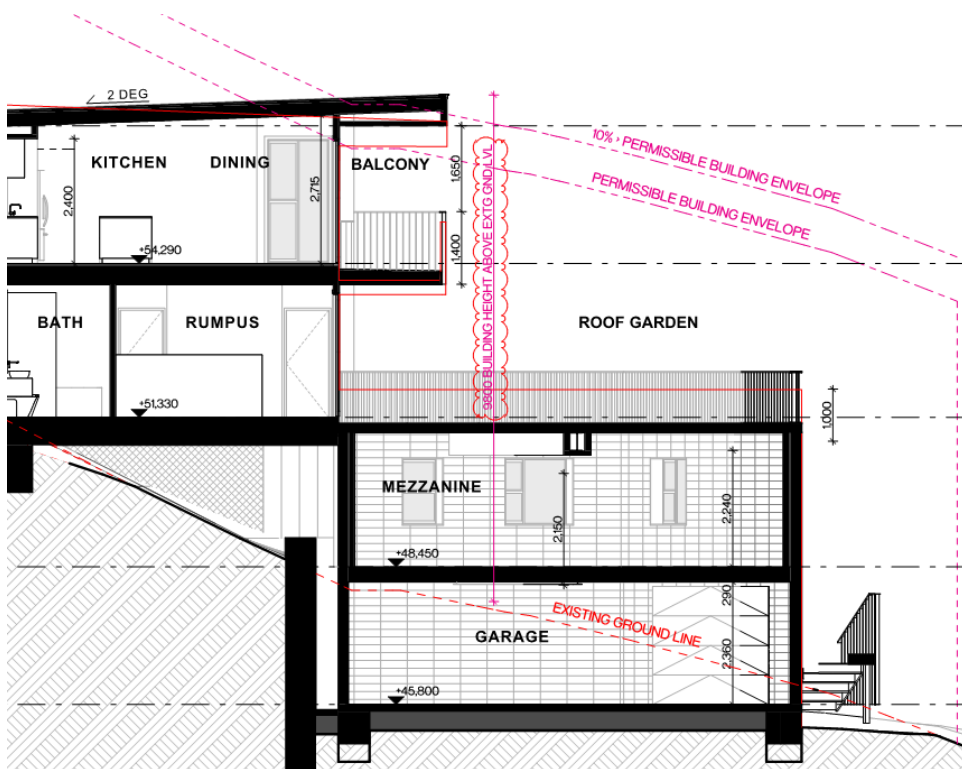 2 DEG
10% > PERMISSIBLE BUILDING ENVELOPE
PERMISSIBLE BUILDING ENVELOPE
KITCHEN
DINING
BALCONY
2,400
2,715
1,650
1,400
+54,290
9800 BUILDING HEIGHT ABOVE EXTG GND LVL
BATH
RUMPUS
ROOF GARDEN
+51,330
1,000
MEZZANINE
2,150
2,240
+48,450
290
EXISTING GROUND LINE
GARAGE
2,360
+45,800